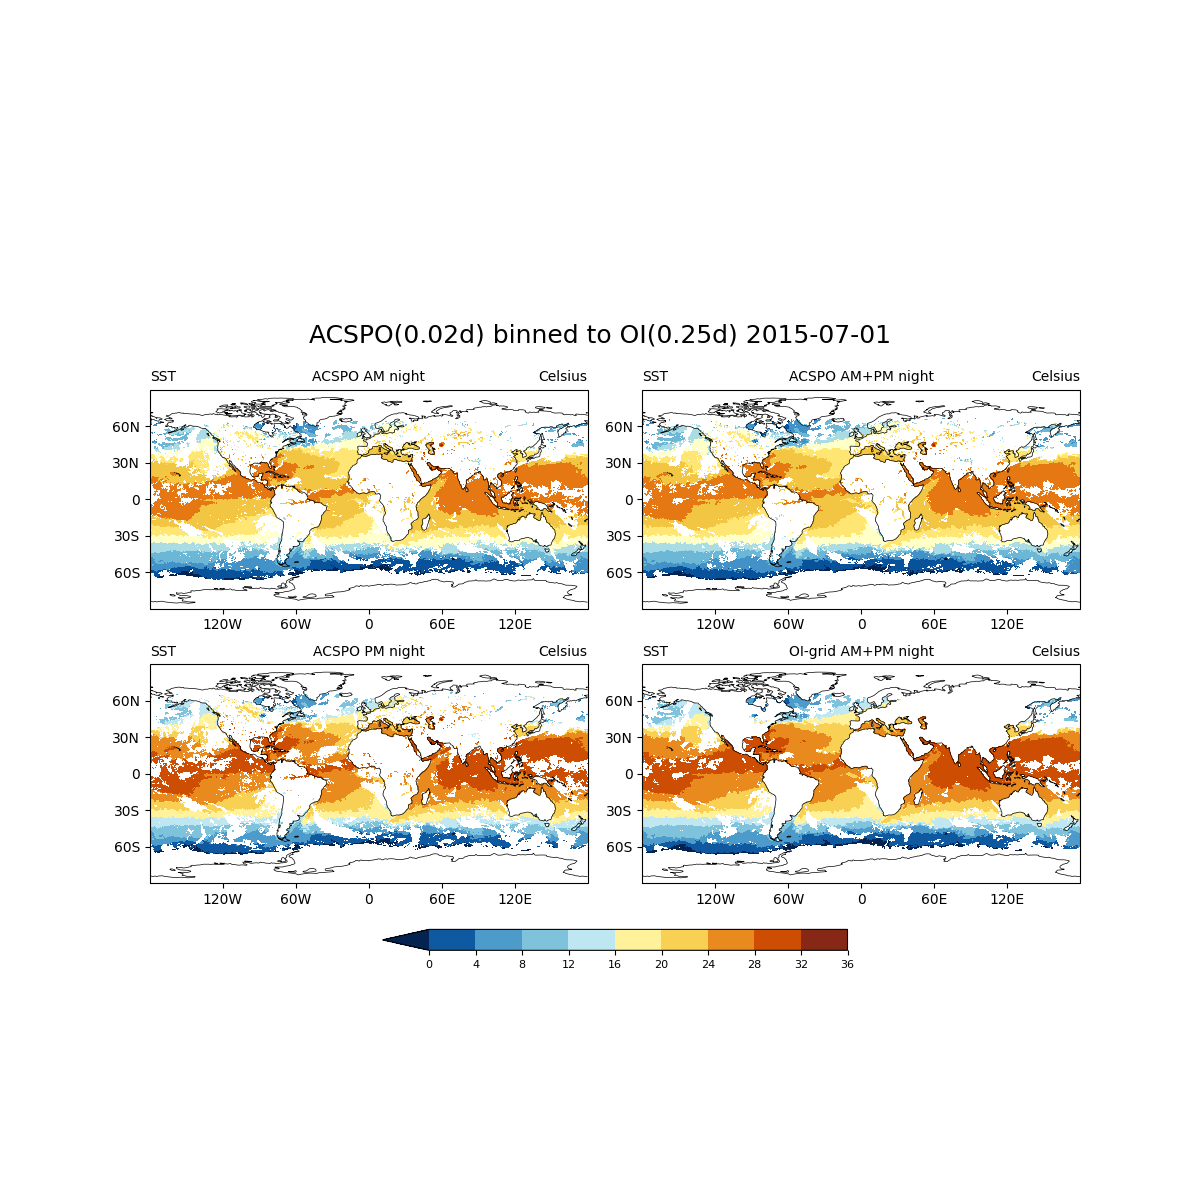 ACSPO(0.02d) binned to OI(0.25d) 2015-07-01
SST ACSPO AM night Celsius
60N
30N
0
30S
60S
120W 60W 0 60E 120E
SST ACSPO AM+PM night Celsius
60N
30N
0
30S
60S
120W 60W 0 60E 120E
SST ACSPO PM night Celsius
60N
30N
0
30S
60S
120W 60W 0 60E 120E
SST OI-grid AM+PM night Celsius
60N
30N
0
30S
60S
120W 60W 0 60E 120E
0 4 8 12 16 20 24 28 32 36